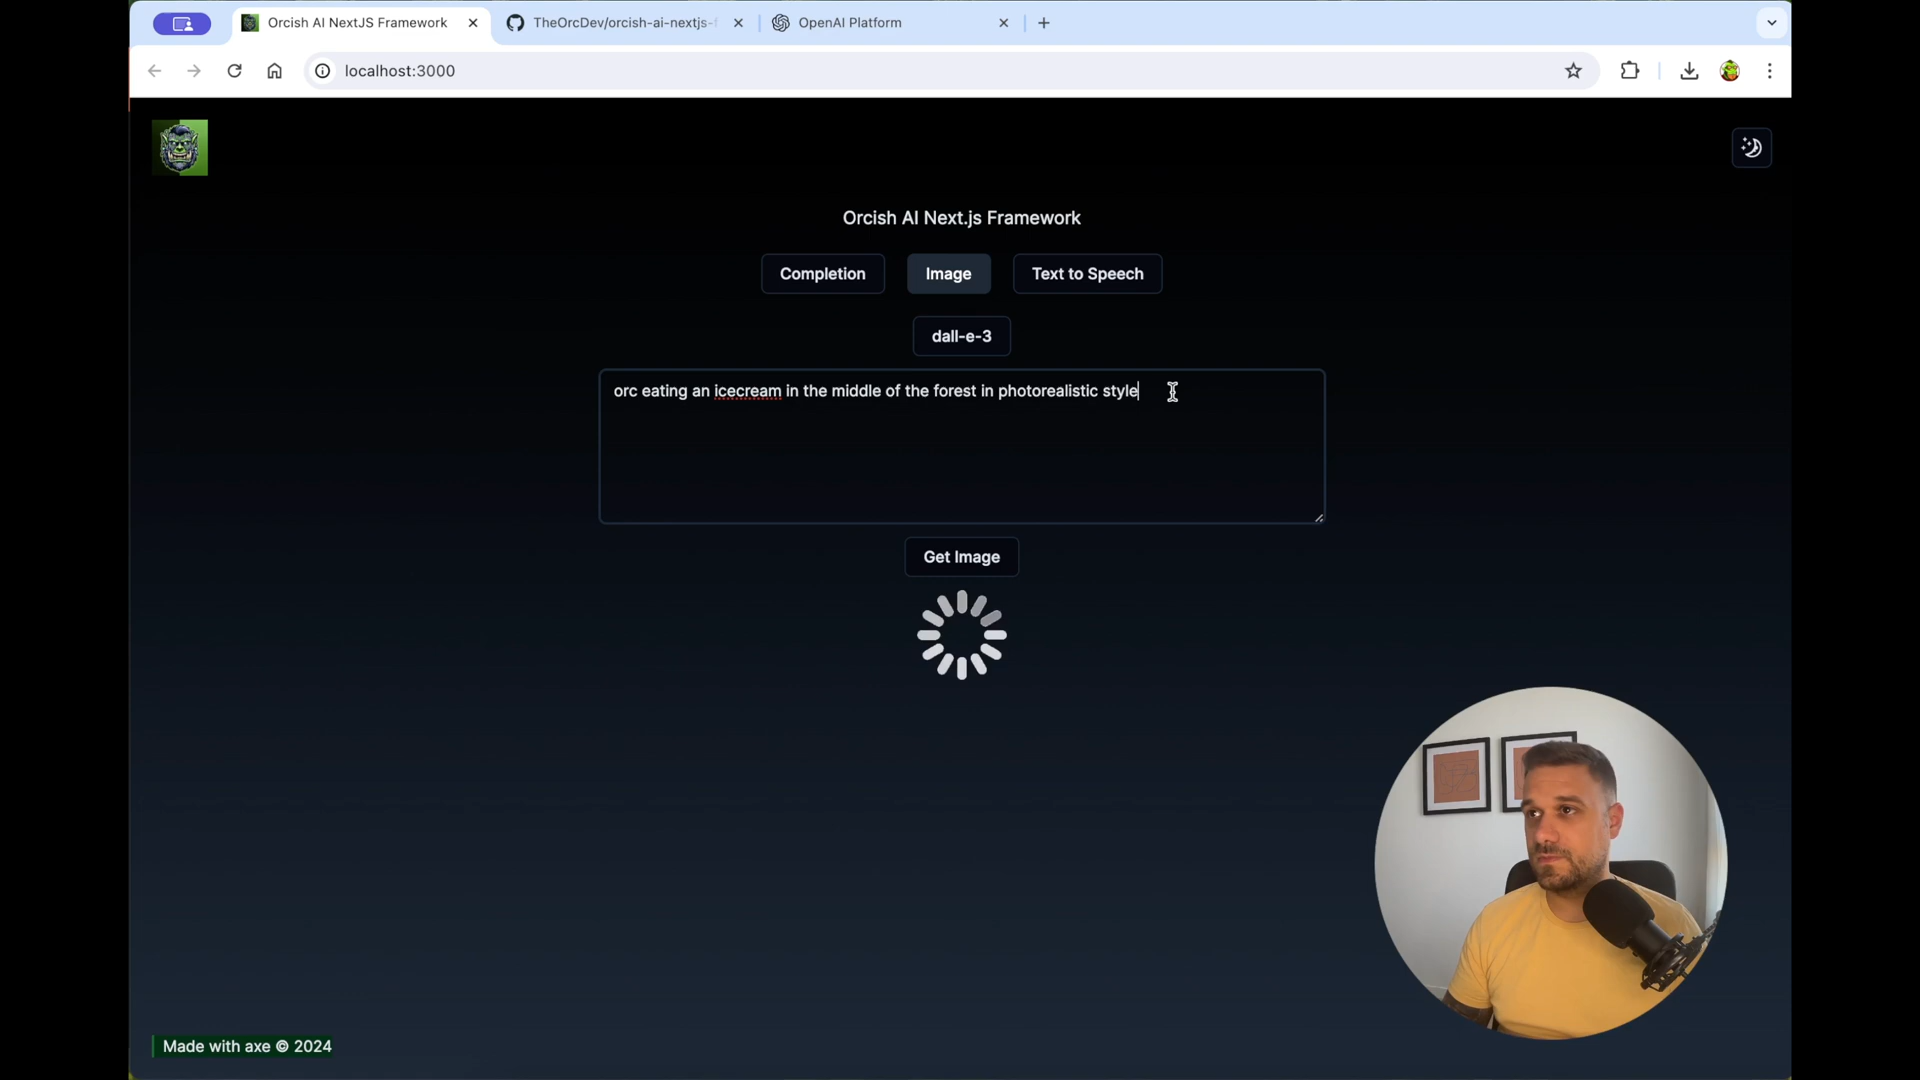 Orcish AI NextJS Framework
TheOrcDev/orcish-ai-nextjs-f
OpenAI Platform
localhost:3000
Orcish AI Next.js Framework
Completion
Image
Text to Speech
dall-e-3
orc eating an icecream in the middle of the forest in photorealistic style
Get Image
Made with axe © 2024